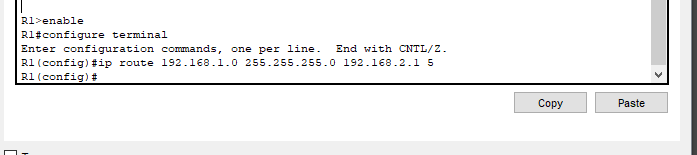 R1>enable
R1#configure terminal
Enter configuration commands, one per line.  End with CNTL/Z.
R1(config)#ip route 192.168.1.0 255.255.255.0 192.168.2.1 5
R1(config)#
Copy Paste